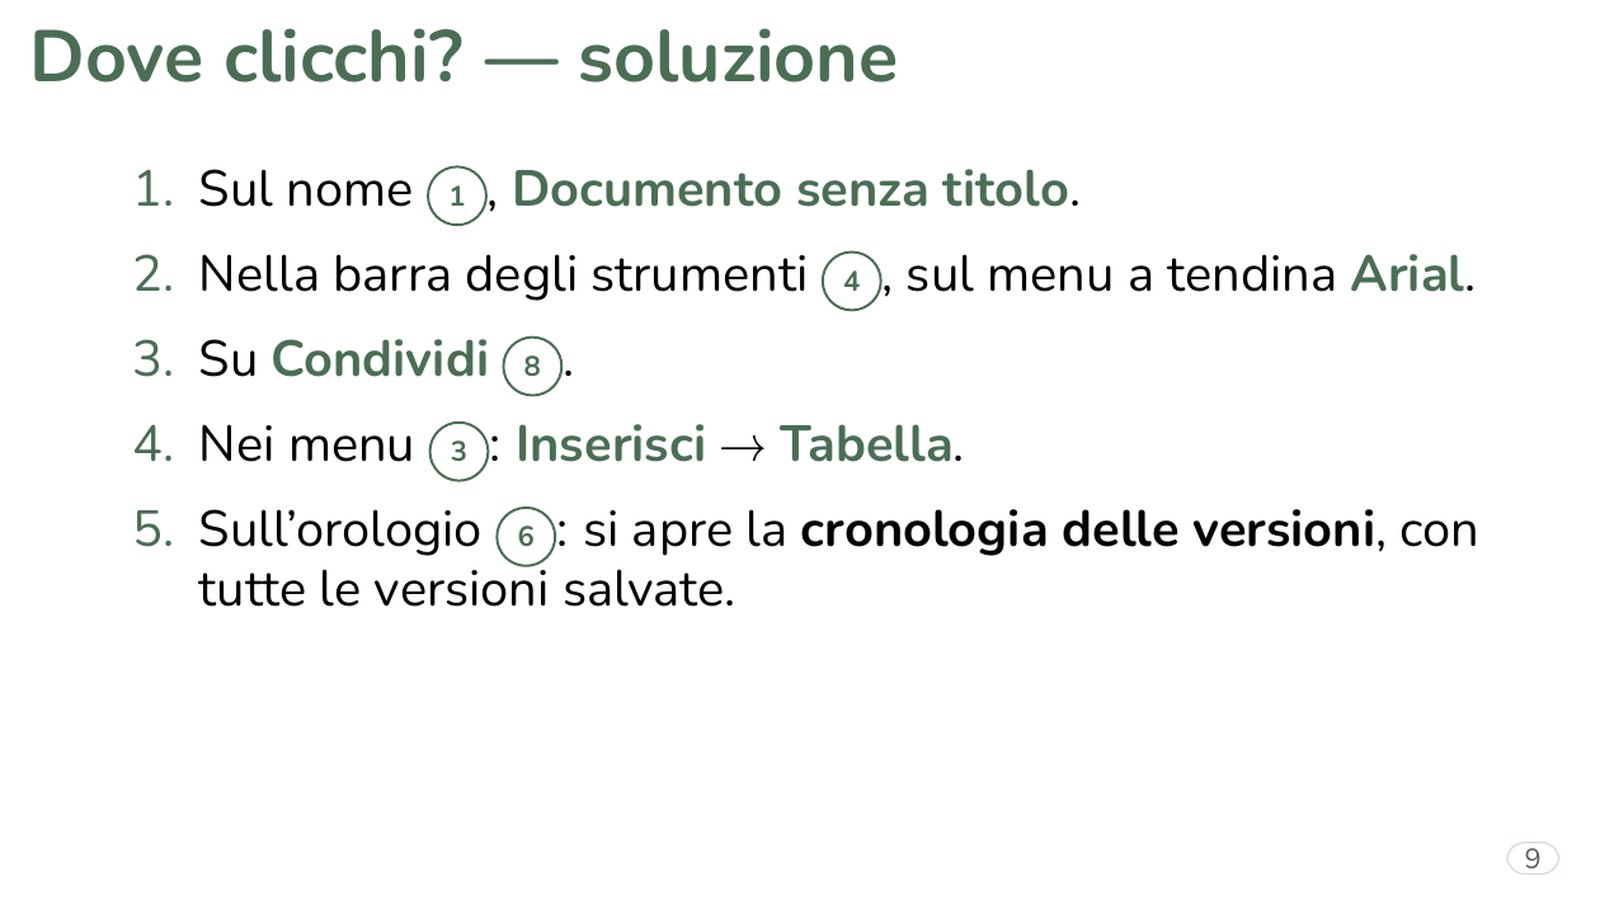 Dove clicchi? — soluzione
1. Sul nome 1, Documento senza titolo.
2. Nella barra degli strumenti 4, sul menu a tendina Arial.
3. Su Condividi 8.
4. Nei menu 3: Inserisci → Tabella.
5. Sull’orologio 6: si apre la cronologia delle versioni, con
tutte le versioni salvate.
9